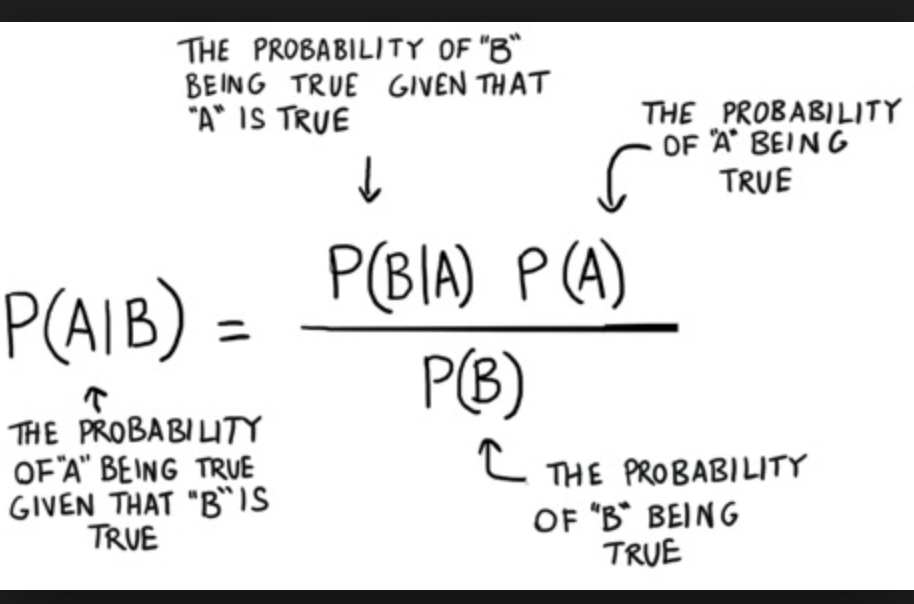 THE PROBABILITY OF "B"
BEING TRUE GIVEN THAT
"A" IS TRUE
THE PROBABILITY
OF "A" BEING
TRUE
P(A|B) =
P(B|A) P(A)
P(B)
THE PROBABILITY
OF "A" BEING TRUE
GIVEN THAT "B" IS
TRUE
THE PROBABILITY
OF "B" BEING
TRUE